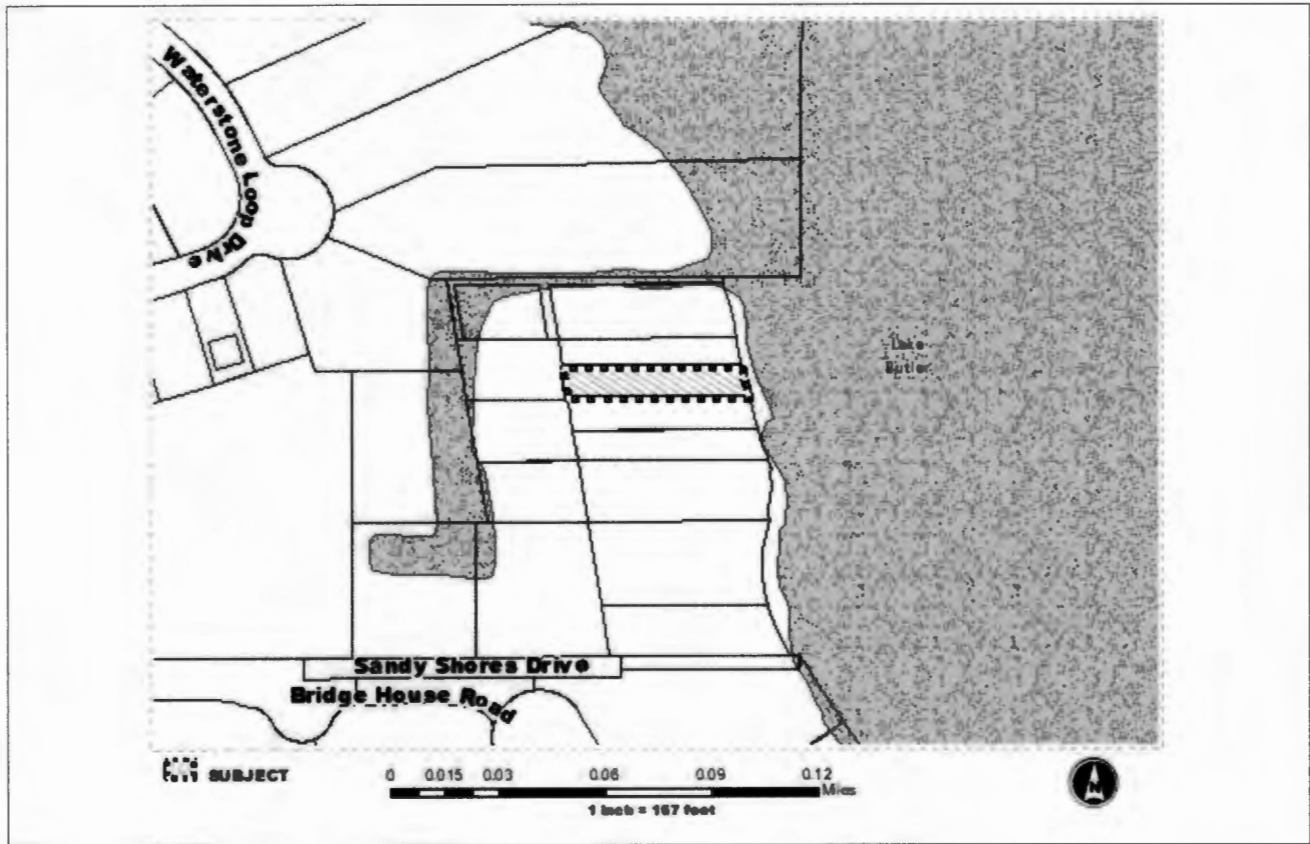 Waterstone Loop Drive
Lake
Butler
Sandy Shores Drive
Bridge House Road
SUBJECT
0 0.015 0.03 0.06 0.09 0.12
Miles
1 inch = 167 feet
N